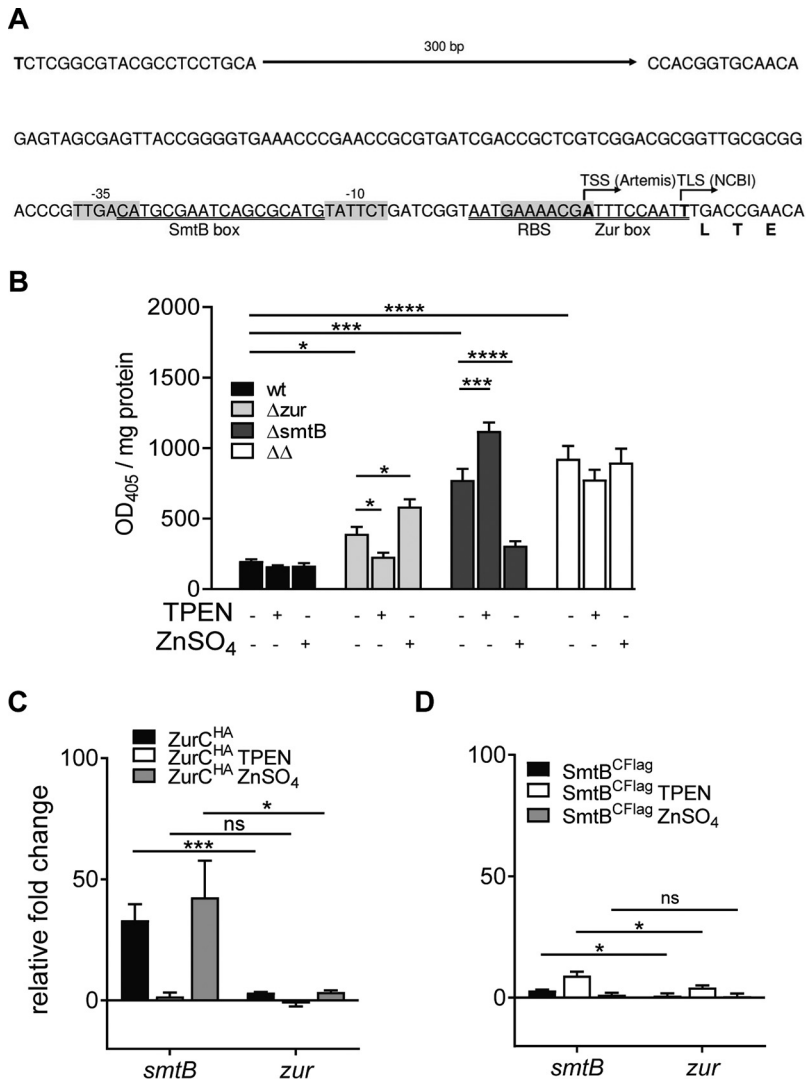 A
TCTCGGCGTACGCCTCCTGCA 300 bp CCACGGTGCAACA
GAGTAGCGAGTTACCGGGGTGAAACCCGAACCGCGTGATCGACCGCTCGTCGGACGCGGTTGCGCGG
-35 -10 TSS (Artemis) TLS (NCBI)
ACCCGTTGACATGCGAATCAGCGCATGTATTCTGATCGGTAATGAAAACGATTTCCAATTTGACCGAACA
SmtB box RBS Zur box L T E
B
2000
1500
1000
500
0
OD405 / mg protein
wt
Δzur
ΔsmtB
ΔΔ
****
***
*
****
***
*
*
TPEN - + - - + - - + - - + -
ZnSO4 - - + - - + - - + - - +
C
100
50
0
relative fold change
ZurCHA
ZurCHA TPEN
ZurCHA ZnSO4
*
ns
***
smtB zur
D
100
50
0
SmtBCFlag
SmtBCFlag TPEN
SmtBCFlag ZnSO4
ns
*
*
smtB zur